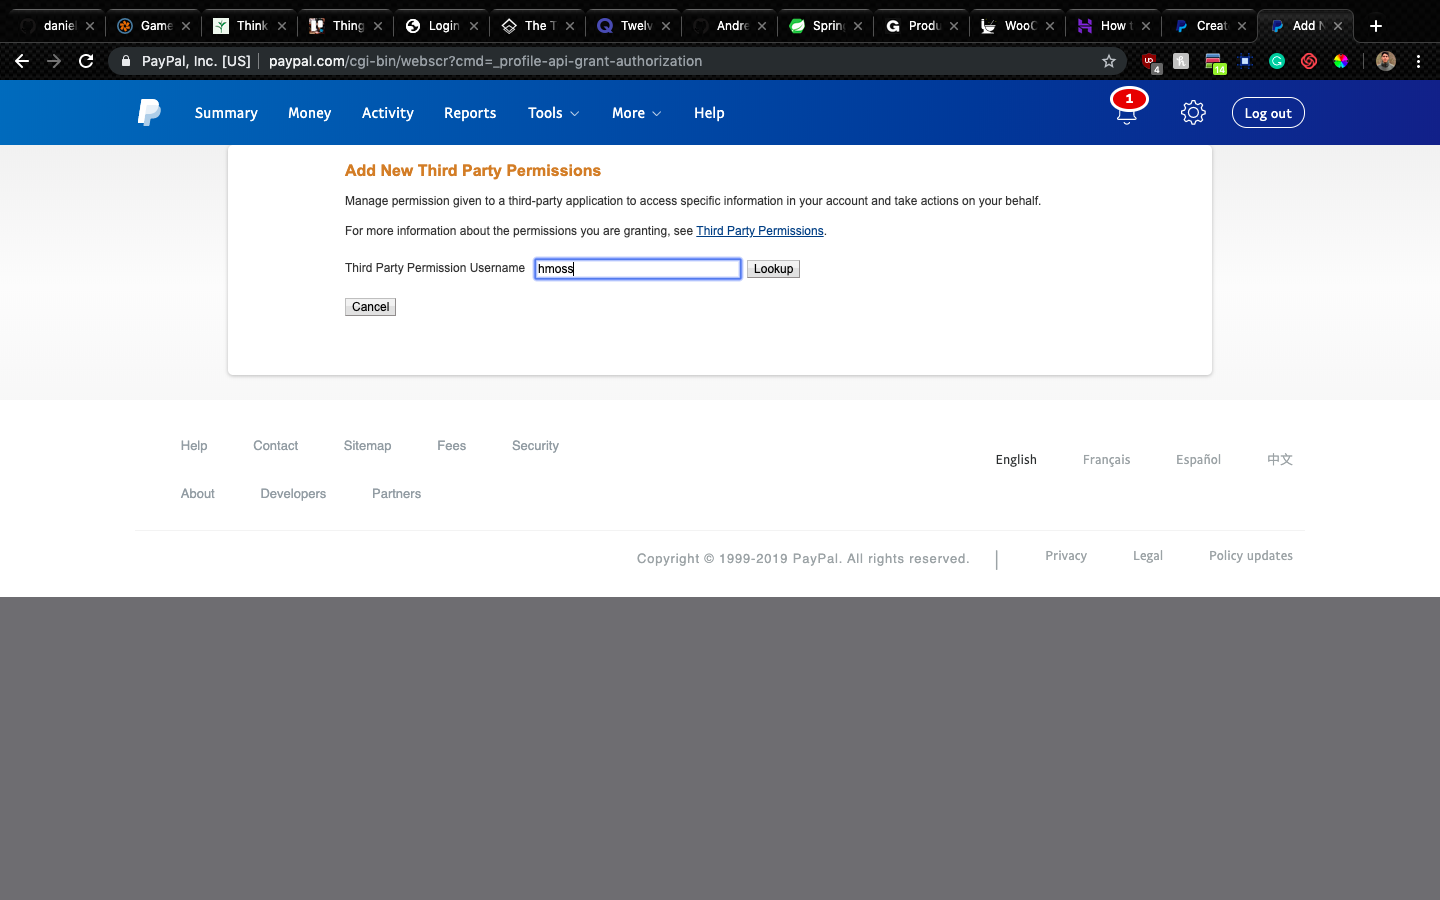 daniel Game Think Thing Login The T Twelv Andre Spring Produ WooC How t Creat Add N
PayPal, Inc. [US] paypal.com/cgi-bin/webscr?cmd=_profile-api-grant-authorization
UD 4 14
Summary Money Activity Reports Tools More Help 1 Log out
Add New Third Party Permissions
Manage permission given to a third-party application to access specific information in your account and take actions on your behalf.
For more information about the permissions you are granting, see Third Party Permissions.
Third Party Permission Username hmoss Lookup
Cancel
Help Contact Sitemap Fees Security
English Français Español 中文
About Developers Partners
Copyright © 1999-2019 PayPal. All rights reserved. | Privacy Legal Policy updates